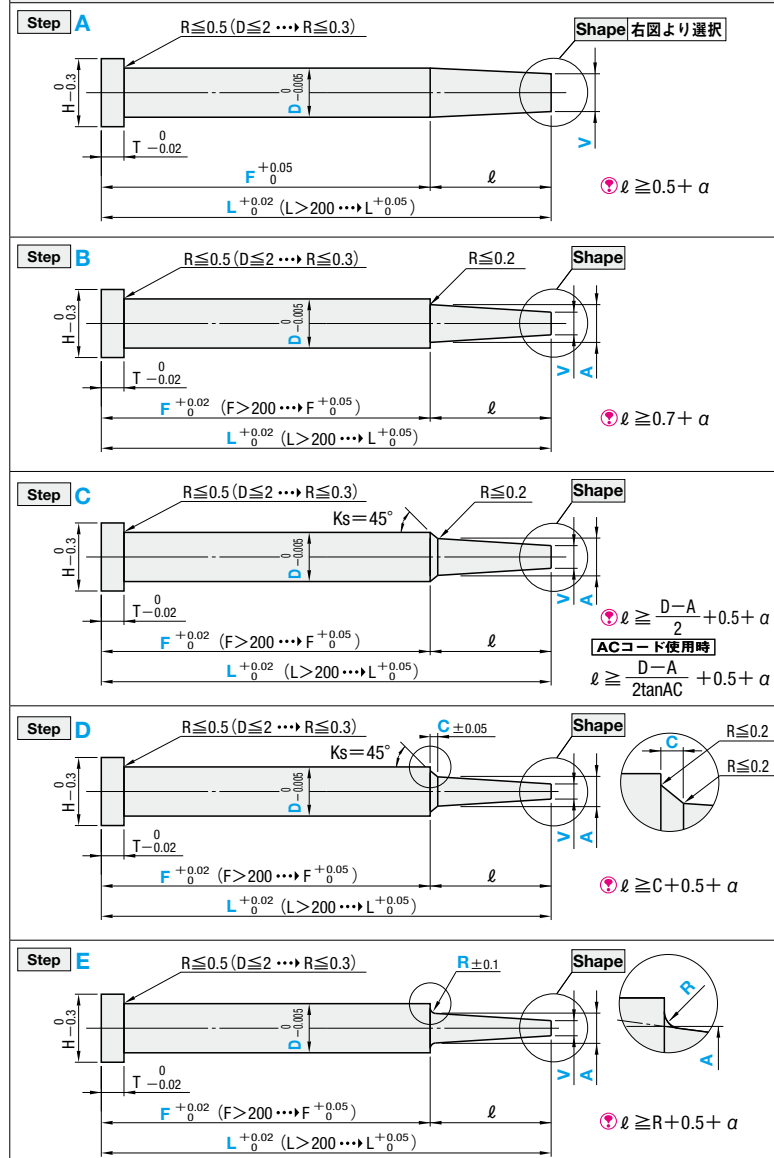 Step A
R≦0.5(D≦2 ···▸ R≦0.3)
Shape 右図より選択
H 0 −0.3
D 0 −0.005
V
T 0 −0.02
F +0.05 0
ℓ
L +0.02 0 (L>200 ···▸ L +0.05 0)
ℓ ≧0.5+ α
Step B
R≦0.5(D≦2 ···▸ R≦0.3)
R≦0.2
Shape
H 0 −0.3
D 0 −0.005
V
A
T 0 −0.02
F +0.02 0 (F>200 ···▸ F +0.05 0)
ℓ
L +0.02 0 (L>200 ···▸ L +0.05 0)
ℓ ≧0.7+ α
Step C
R≦0.5(D≦2 ···▸ R≦0.3)
Ks=45°
R≦0.2
Shape
H 0 −0.3
D 0 −0.005
V
A
T 0 −0.02
F +0.02 0 (F>200 ···▸ F +0.05 0)
ℓ
L +0.02 0 (L>200 ···▸ L +0.05 0)
ℓ ≧ D−A / 2 +0.5+ α
ACコード使用時
ℓ ≧ D−A / 2tanAC +0.5+ α
Step D
R≦0.5(D≦2 ···▸ R≦0.3)
Ks=45°
C ±0.05
Shape
R≦0.2
C
R≦0.2
H 0 −0.3
D 0 −0.005
V
A
T 0 −0.02
F +0.02 0 (F>200 ···▸ F +0.05 0)
ℓ
L +0.02 0 (L>200 ···▸ L +0.05 0)
ℓ ≧C+0.5+ α
Step E
R≦0.5(D≦2 ···▸ R≦0.3)
R ±0.1
Shape
R
A
H 0 −0.3
D 0 −0.005
V
A
T 0 −0.02
F +0.02 0 (F>200 ···▸ F +0.05 0)
ℓ
L +0.02 0 (L>200 ···▸ L +0.05 0)
ℓ ≧R+0.5+ α